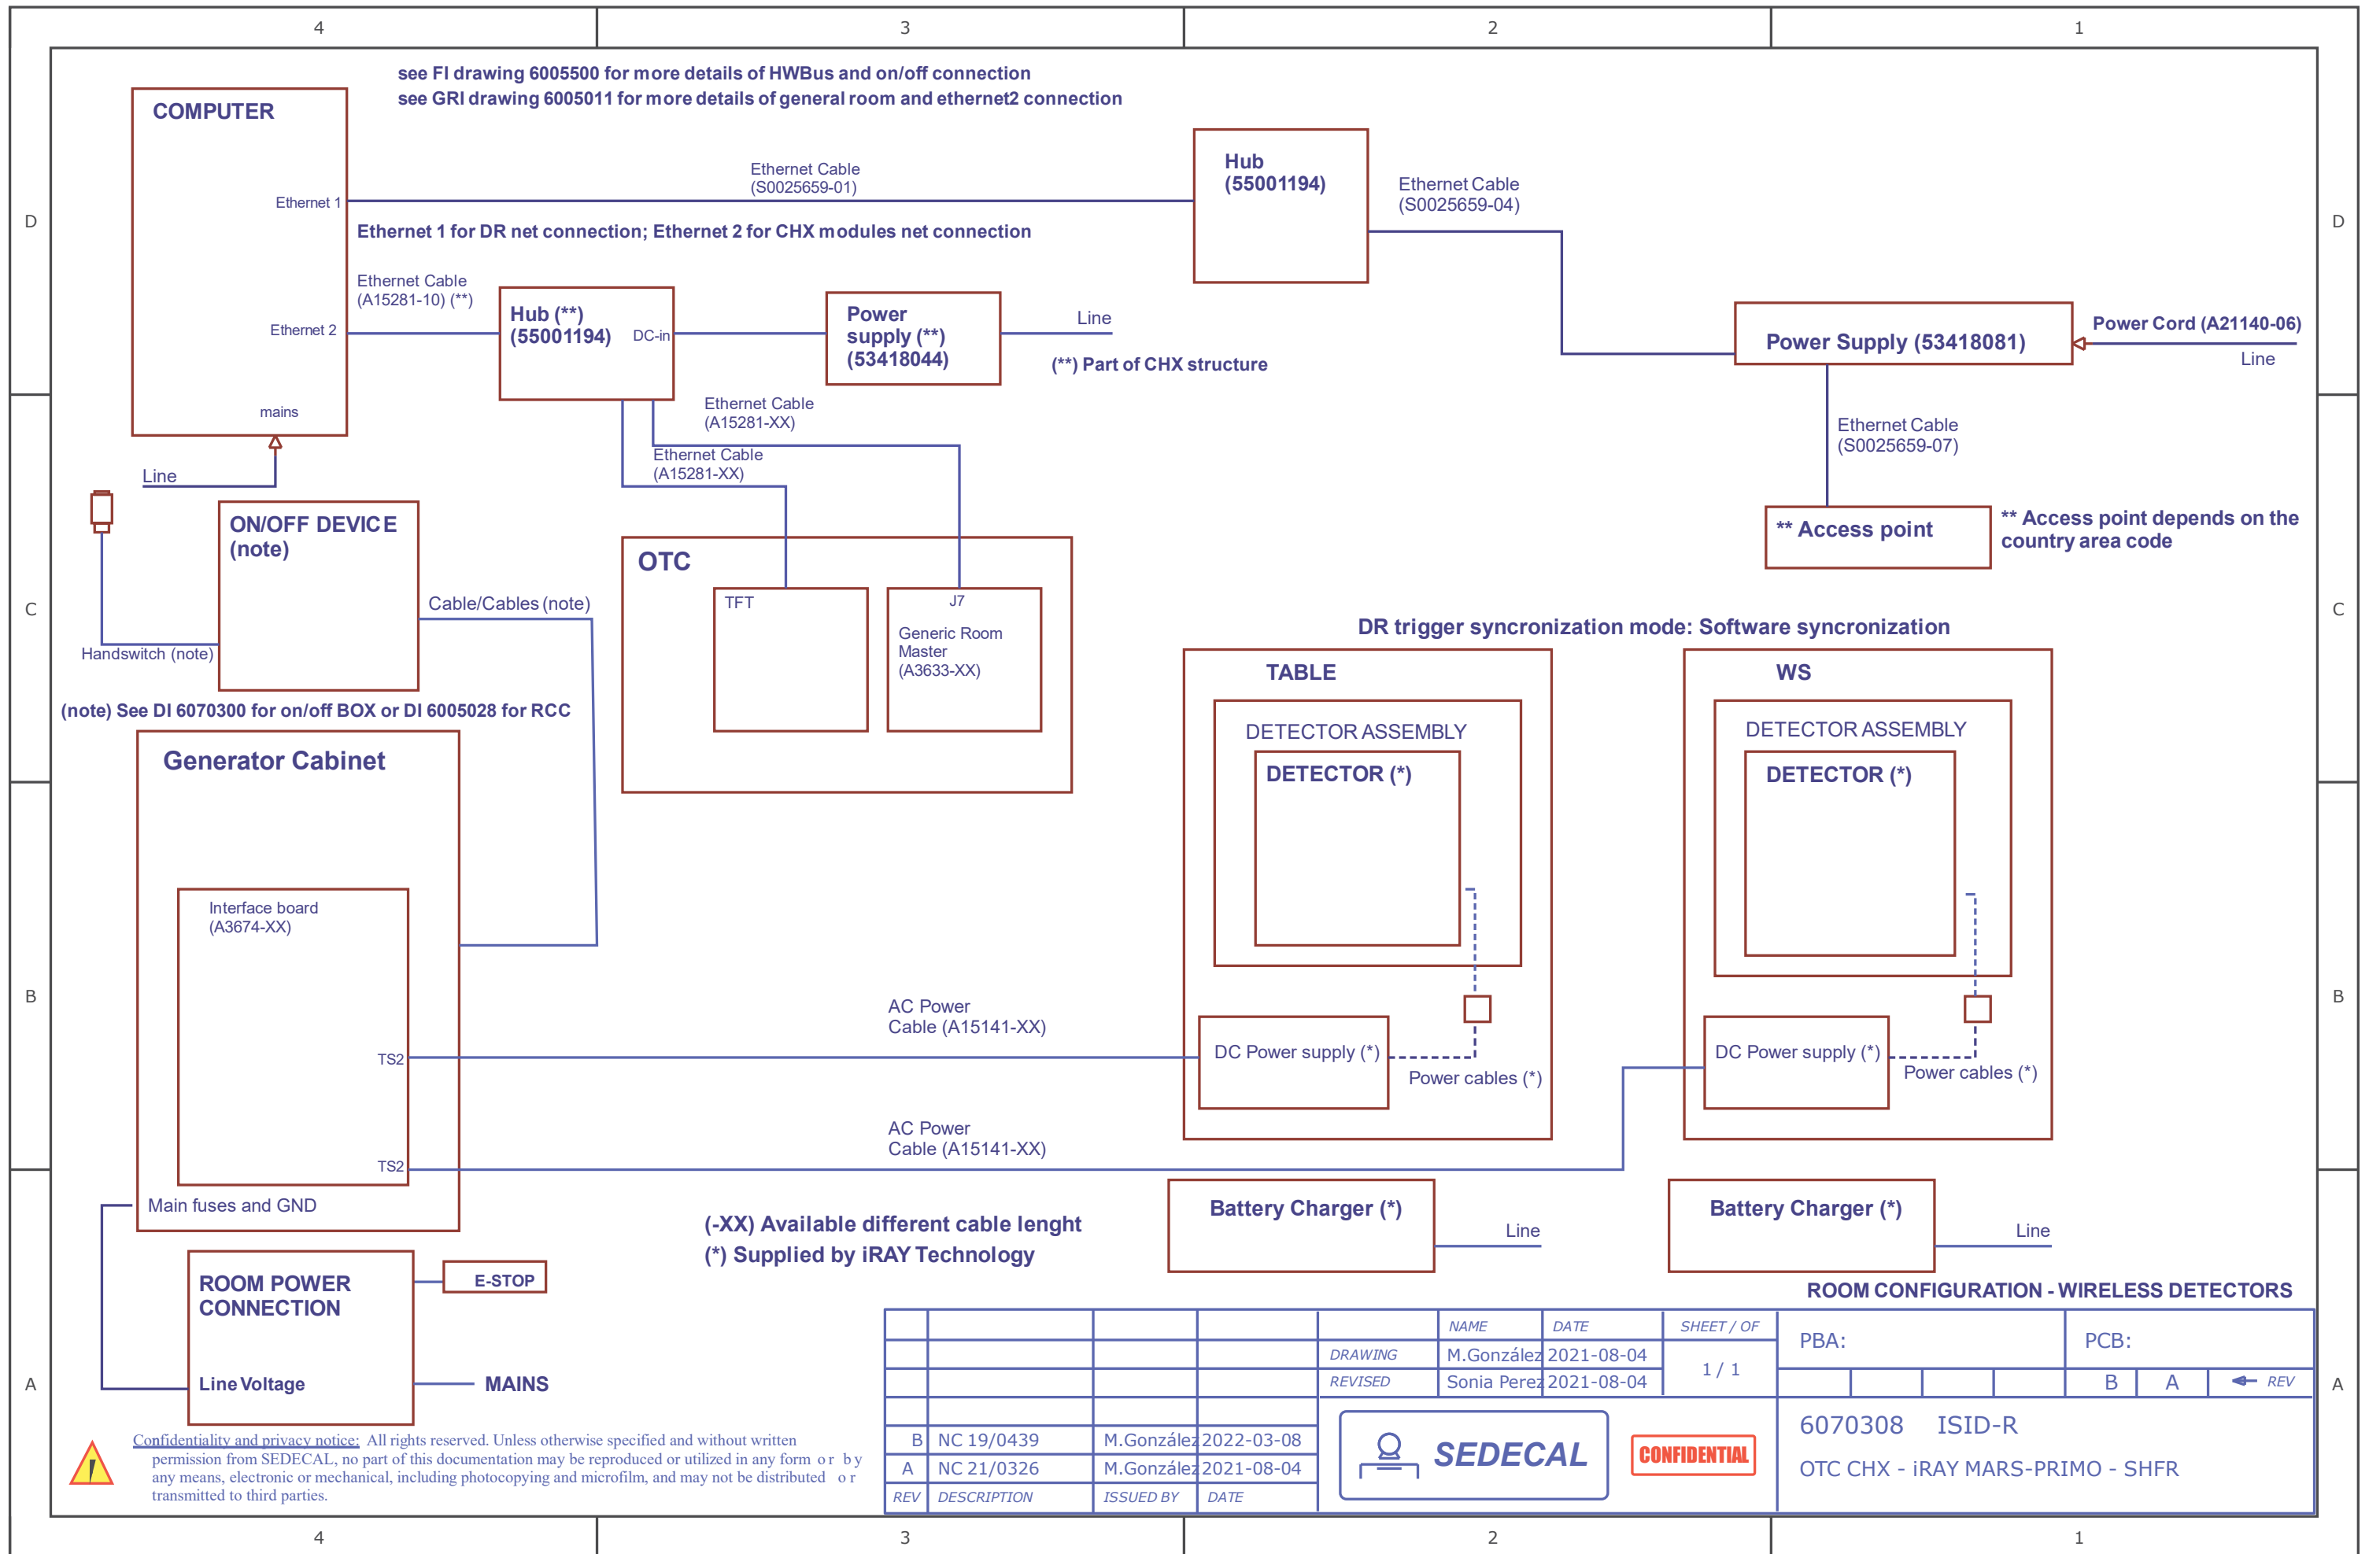 4 3 2 1
see FI drawing 6005500 for more details of HWBus and on/off connection
see GRI drawing 6005011 for more details of general room and ethernet2 connection
COMPUTER
Ethernet 1
Ethernet Cable
(S0025659-01)
Hub
(55001194)
Ethernet Cable
(S0025659-04)
D
D
Ethernet 1 for DR net connection; Ethernet 2 for CHX modules net connection
Ethernet Cable
(A15281-10) (**)
Ethernet 2
Hub (**)
(55001194)
DC-in
Power
supply (**)
(53418044)
Line
(**) Part of CHX structure
Power Supply (53418081)
Power Cord (A21140-06)
Line
mains
Line
Ethernet Cable
(A15281-XX)
Ethernet Cable
(A15281-XX)
Ethernet Cable
(S0025659-07)
** Access point
** Access point depends on the
country area code
ON/OFF DEVICE
(note)
Cable/Cables (note)
Handswitch (note)
(note) See DI 6070300 for on/off BOX or DI 6005028 for RCC
OTC
TFT
J7
Generic Room
Master
(A3633-XX)
C
C
DR trigger syncronization mode: Software syncronization
TABLE
DETECTOR ASSEMBLY
DETECTOR (*)
DC Power supply (*)
Power cables (*)
WS
DETECTOR ASSEMBLY
DETECTOR (*)
DC Power supply (*)
Power cables (*)
Generator Cabinet
Interface board
(A3674-XX)
TS2
TS2
Main fuses and GND
B
B
AC Power
Cable (A15141-XX)
AC Power
Cable (A15141-XX)
Battery Charger (*)
Line
Battery Charger (*)
Line
(-XX) Available different cable lenght
(*) Supplied by iRAY Technology
ROOM POWER
CONNECTION
E-STOP
Line Voltage
MAINS
A
A
ROOM CONFIGURATION - WIRELESS DETECTORS
NAME DATE SHEET / OF
DRAWING M.González 2021-08-04
REVISED Sonia Perez 2021-08-04
1 / 1
PBA: PCB:
B A REV
B NC 19/0439 M.González 2022-03-08
A NC 21/0326 M.González 2021-08-04
REV DESCRIPTION ISSUED BY DATE
SEDECAL
CONFIDENTIAL
6070308 ISID-R
OTC CHX - iRAY MARS-PRIMO - SHFR
Confidentiality and privacy notice: All rights reserved. Unless otherwise specified and without written
permission from SEDECAL, no part of this documentation may be reproduced or utilized in any form or by
any means, electronic or mechanical, including photocopying and microfilm, and may not be distributed or
transmitted to third parties.
4 3 2 1